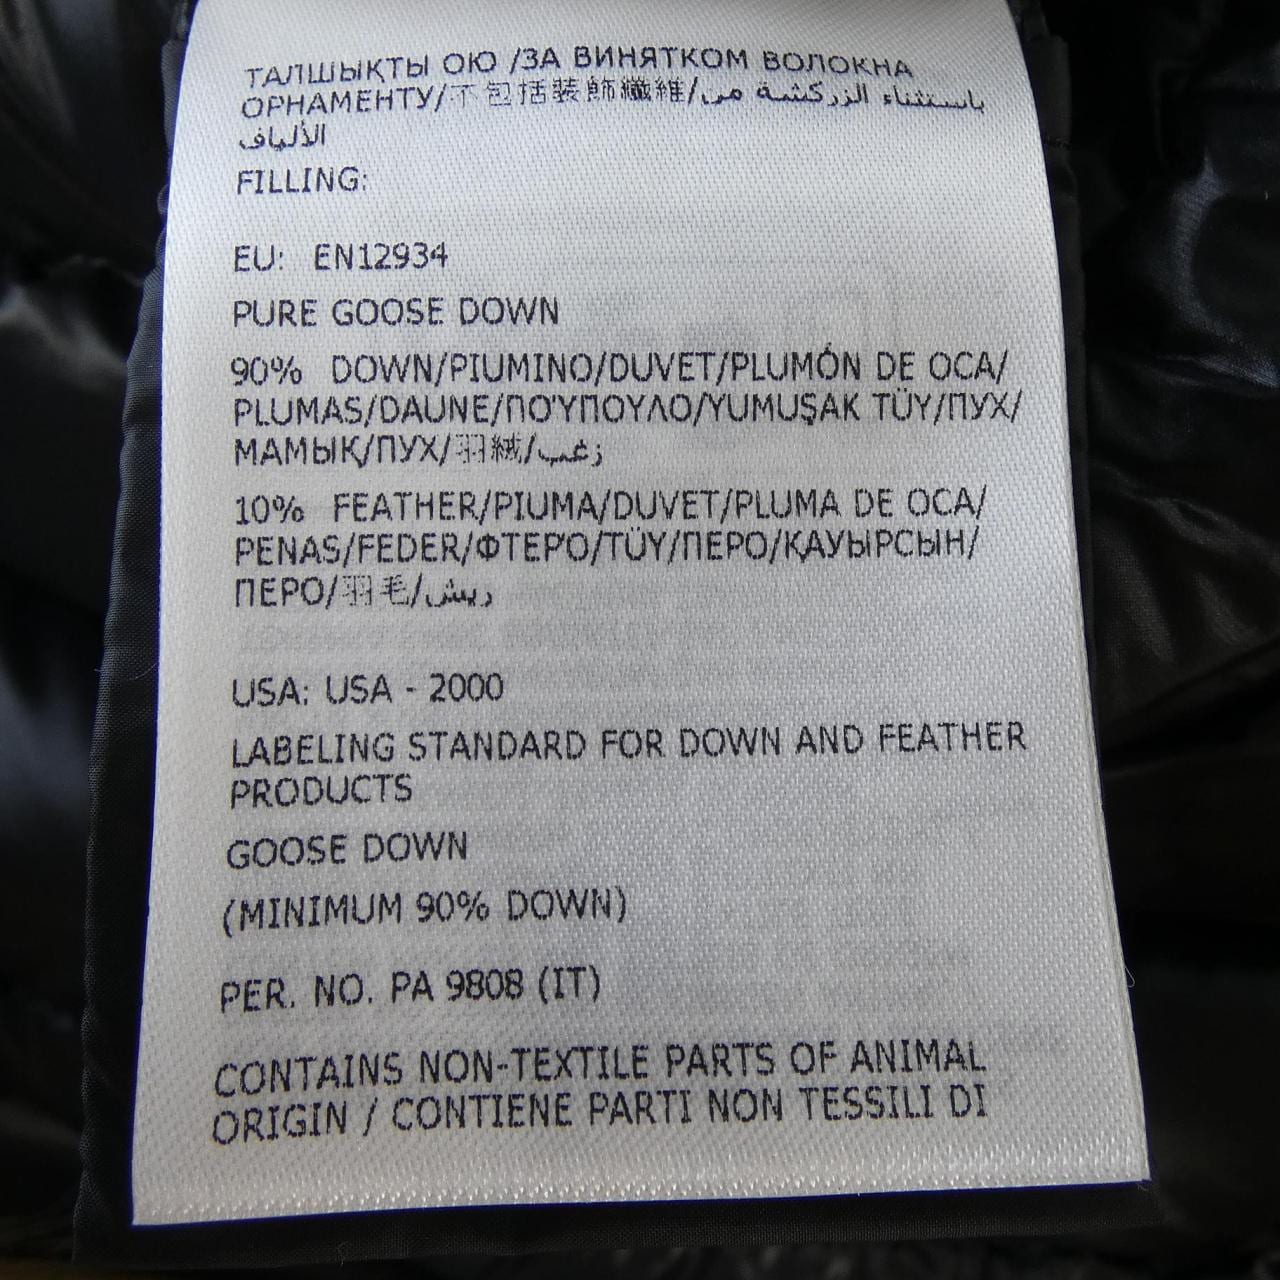 ТАЛШЫҚТЫ ОЮ /ЗА ВИНЯТКОМ ВОЛОКНА
ОРНАМЕНТУ/不包括装飾纖維/باستثناء الزركشة من
الألياف
FILLING:
EU: EN12934
PURE GOOSE DOWN
90% DOWN/PIUMINO/DUVET/PLUMÓN DE OCA/
PLUMAS/DAUNE/ΠΟΎΠΟΥΛΟ/YUMUŞAK TÜY/ПУХ/
МАМЫҚ/ПУХ/羽絨/زغب
10% FEATHER/PIUMA/DUVET/PLUMA DE OCA/
PENAS/FEDER/ΦΤΕΡΟ/TÜY/ПЕРО/ҚАУЫРСЫН/
ПЕРО/羽毛/ريش
USA: USA - 2000
LABELING STANDARD FOR DOWN AND FEATHER
PRODUCTS
GOOSE DOWN
(MINIMUM 90% DOWN)
PER. NO. PA 9808 (IT)
CONTAINS NON-TEXTILE PARTS OF ANIMAL
ORIGIN / CONTIENE PARTI NON TESSILI DI